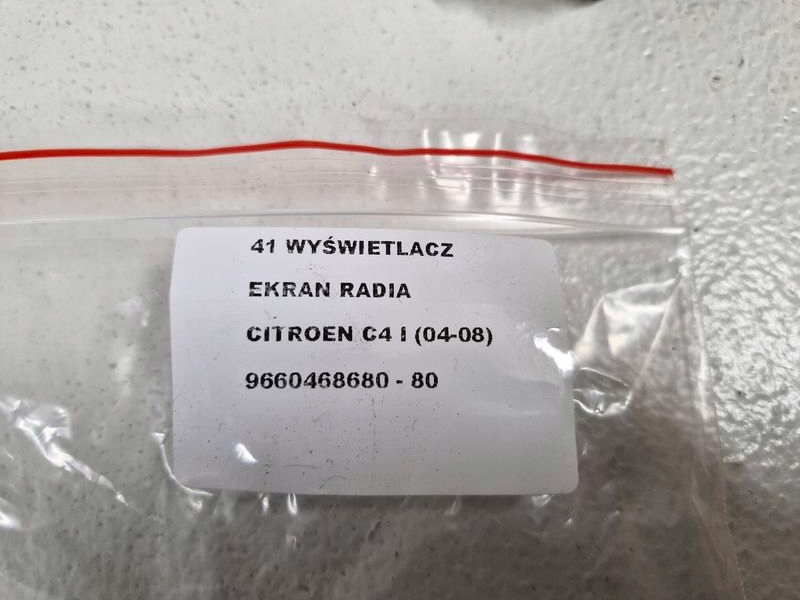 41 WYŚWIETLACZ
EKRAN RADIA
CITROEN C4 I (04-08)
9660468680 - 80